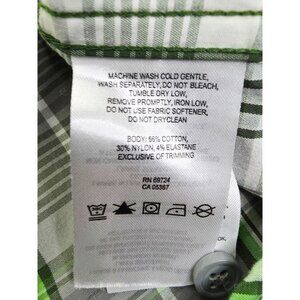 MACHINE WASH COLD GENTLE,
WASH SEPARATELY, DO NOT BLEACH,
TUMBLE DRY LOW,
REMOVE PROMPTLY, IRON LOW,
DO NOT USE FABRIC SOFTENER,
DO NOT DRYCLEAN
BODY: 66% COTTON,
30% NYLON, 4% ELASTANE
EXCLUSIVE OF TRIMMING
RN 69724
CA 05367